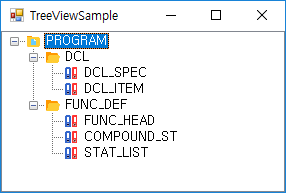 TreeViewSample
PROGRAM
DCL
DCL_SPEC
DCL_ITEM
FUNC_DEF
FUNC_HEAD
COMPOUND_ST
STAT_LIST